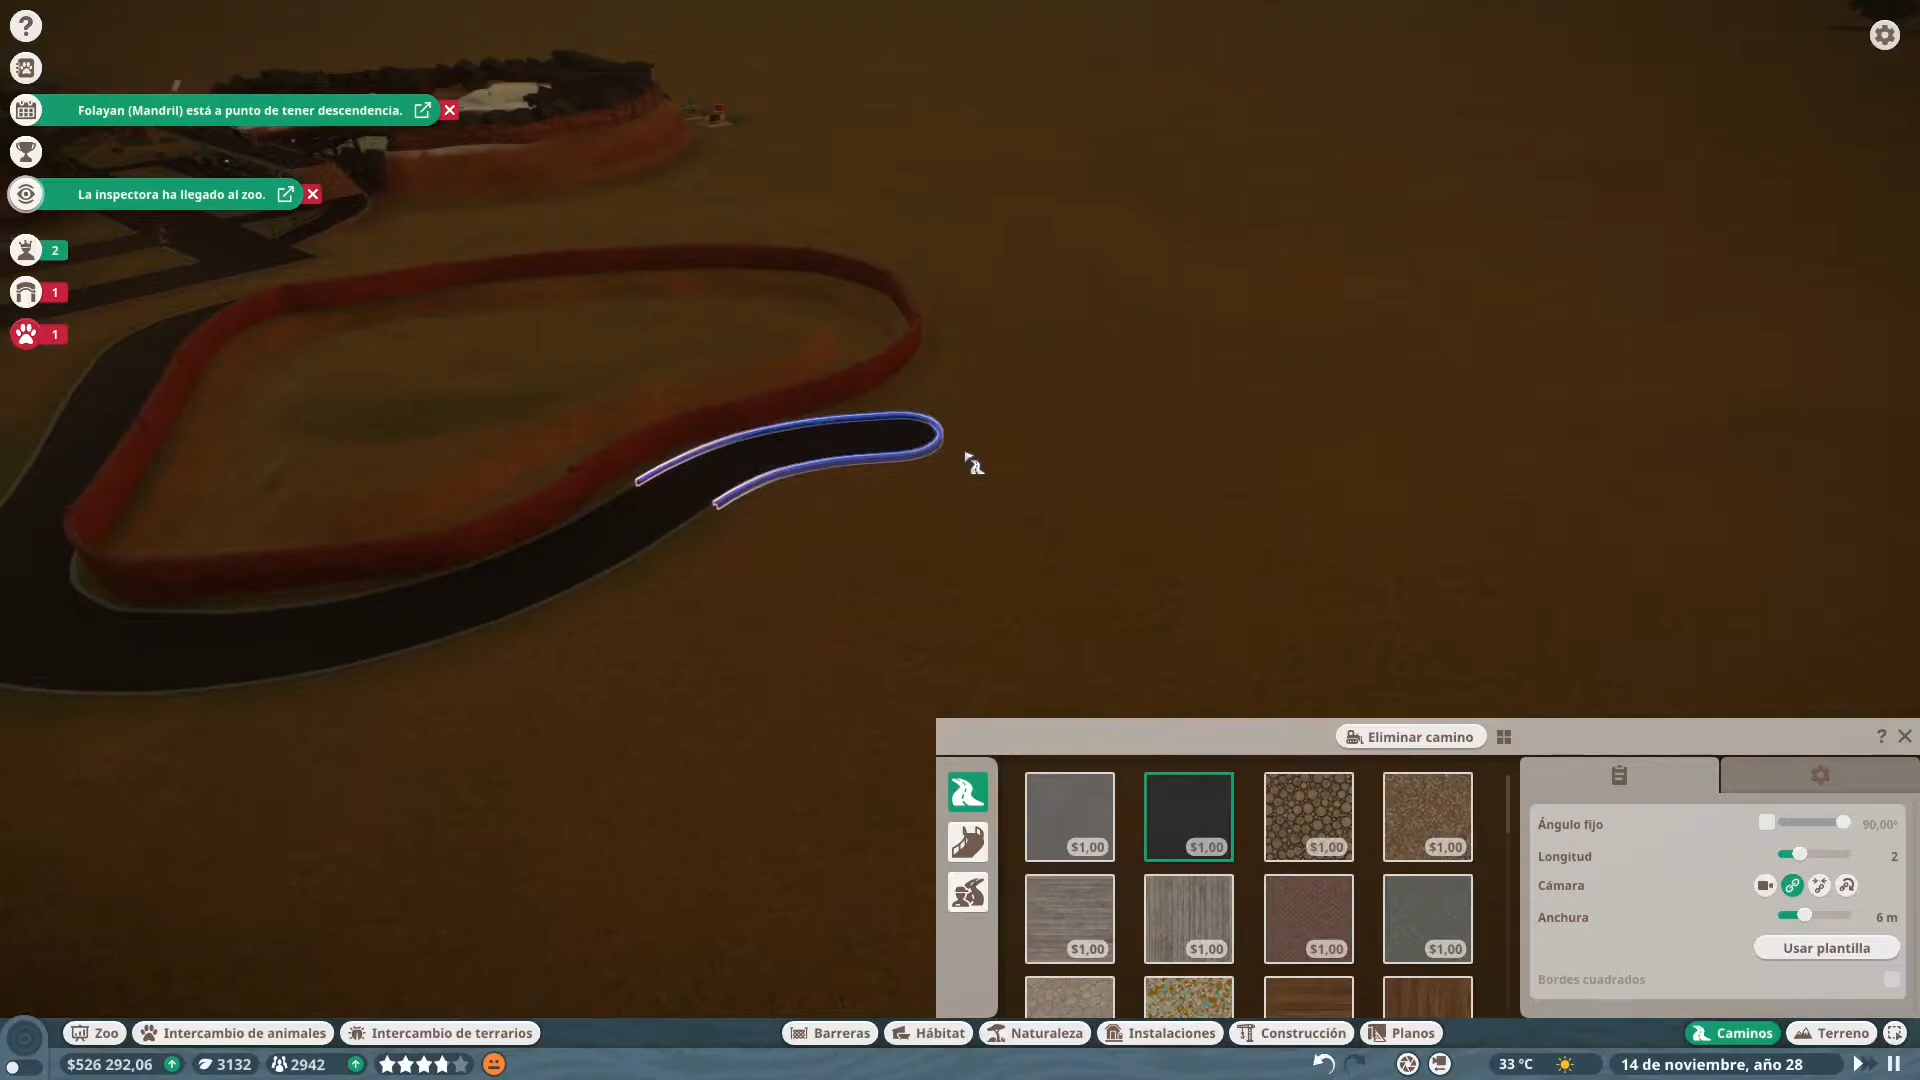 ?
Folayan (Mandril) está a punto de tener descendencia.
La inspectora ha llegado al zoo.
2
1
1
Eliminar camino
?
$1,00
$1,00
$1,00
$1,00
$1,00
$1,00
$1,00
$1,00
Ángulo fijo
90,00°
Longitud
2
Cámara
Anchura
6 m
Usar plantilla
Bordes cuadrados
Zoo
Intercambio de animales
Intercambio de terrarios
Barreras
Hábitat
Naturaleza
Instalaciones
Construcción
Planos
Caminos
Terreno
$526 292,06
3132
2942
33 °C
14 de noviembre, año 28